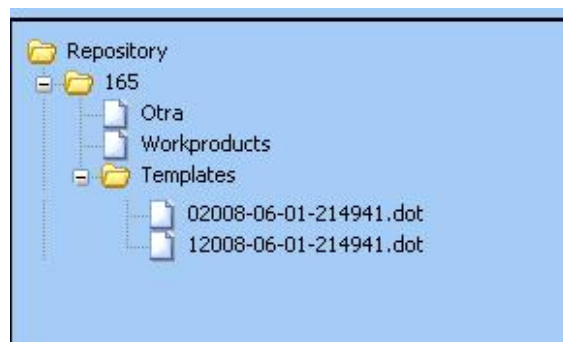 Repository
165
Otra
Workproducts
Templates
02008-06-01-214941.dot
12008-06-01-214941.dot